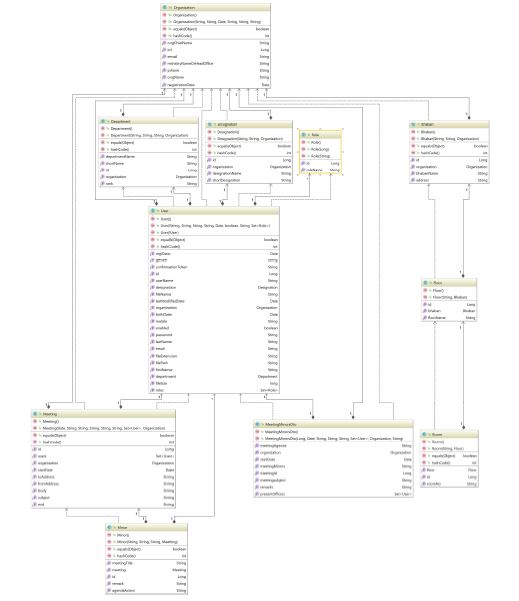 Organization
Organization()
Organization(String, String, Date, String, String, String)
equals(Object) boolean
hashCode() int
orgChiefName String
id Long
email String
ministryNameOrHeadOffice String
phone String
orgName String
registrationDate Date
Department
Department()
Department(String, String, String, Organization)
equals(Object) boolean
hashCode() int
departmentName String
shortName String
id Long
organization Organization
rank String
Designation
Designation()
Designation(String, String, Organization)
equals(Object) boolean
hashCode() int
id Long
organization Organization
designationName String
shortDesignation String
Role
Role()
Role(Long)
Role(String)
id Long
roleName String
Bhaban
Bhaban()
Bhaban(String, String, Organization)
equals(Object) boolean
hashCode() int
id Long
organization Organization
bhabanName String
address String
User
User()
User(String, String, String, String, Date, boolean, String, Set<Role>)
User(User)
equals(Object) boolean
hashCode() int
orgDate Date
gender String
confirmationToken String
id Long
userName String
designation Designation
fileName String
lastModifiedDate Date
organization Organization
birthDate Date
mobile String
enabled boolean
password String
lastName String
email String
fileExtension String
filePath String
firstName String
department Department
fileSize long
roles Set<Role>
Floor
Floor()
Floor(String, Bhaban)
id Long
bhaban Bhaban
floorName String
Meeting
Meeting()
Meeting(Date, String, String, String, String, String, Set<User>, Organization)
equals(Object) boolean
hashCode() int
id Long
users Set<User>
organization Organization
startDate Date
toAddress String
fromAddress String
body String
subject String
end String
MeetingMinorsDto
MeetingMinorsDto()
MeetingMinorsDto(Long, Date, String, String, String, Set<User>, Organization, String)
meetingAgenda String
organization Organization
startDate Date
meetingMinors String
meetingId Long
meetingSubject String
remarks String
presentOfficers Set<User>
Room
Room()
Room(String, Floor)
equals(Object) boolean
hashCode() int
floor Floor
id Long
roomNo String
Minor
Minor()
Minor(String, String, String, Meeting)
equals(Object) boolean
hashCode() int
meetingTitle String
meeting Meeting
id Long
remark String
agendaAction String